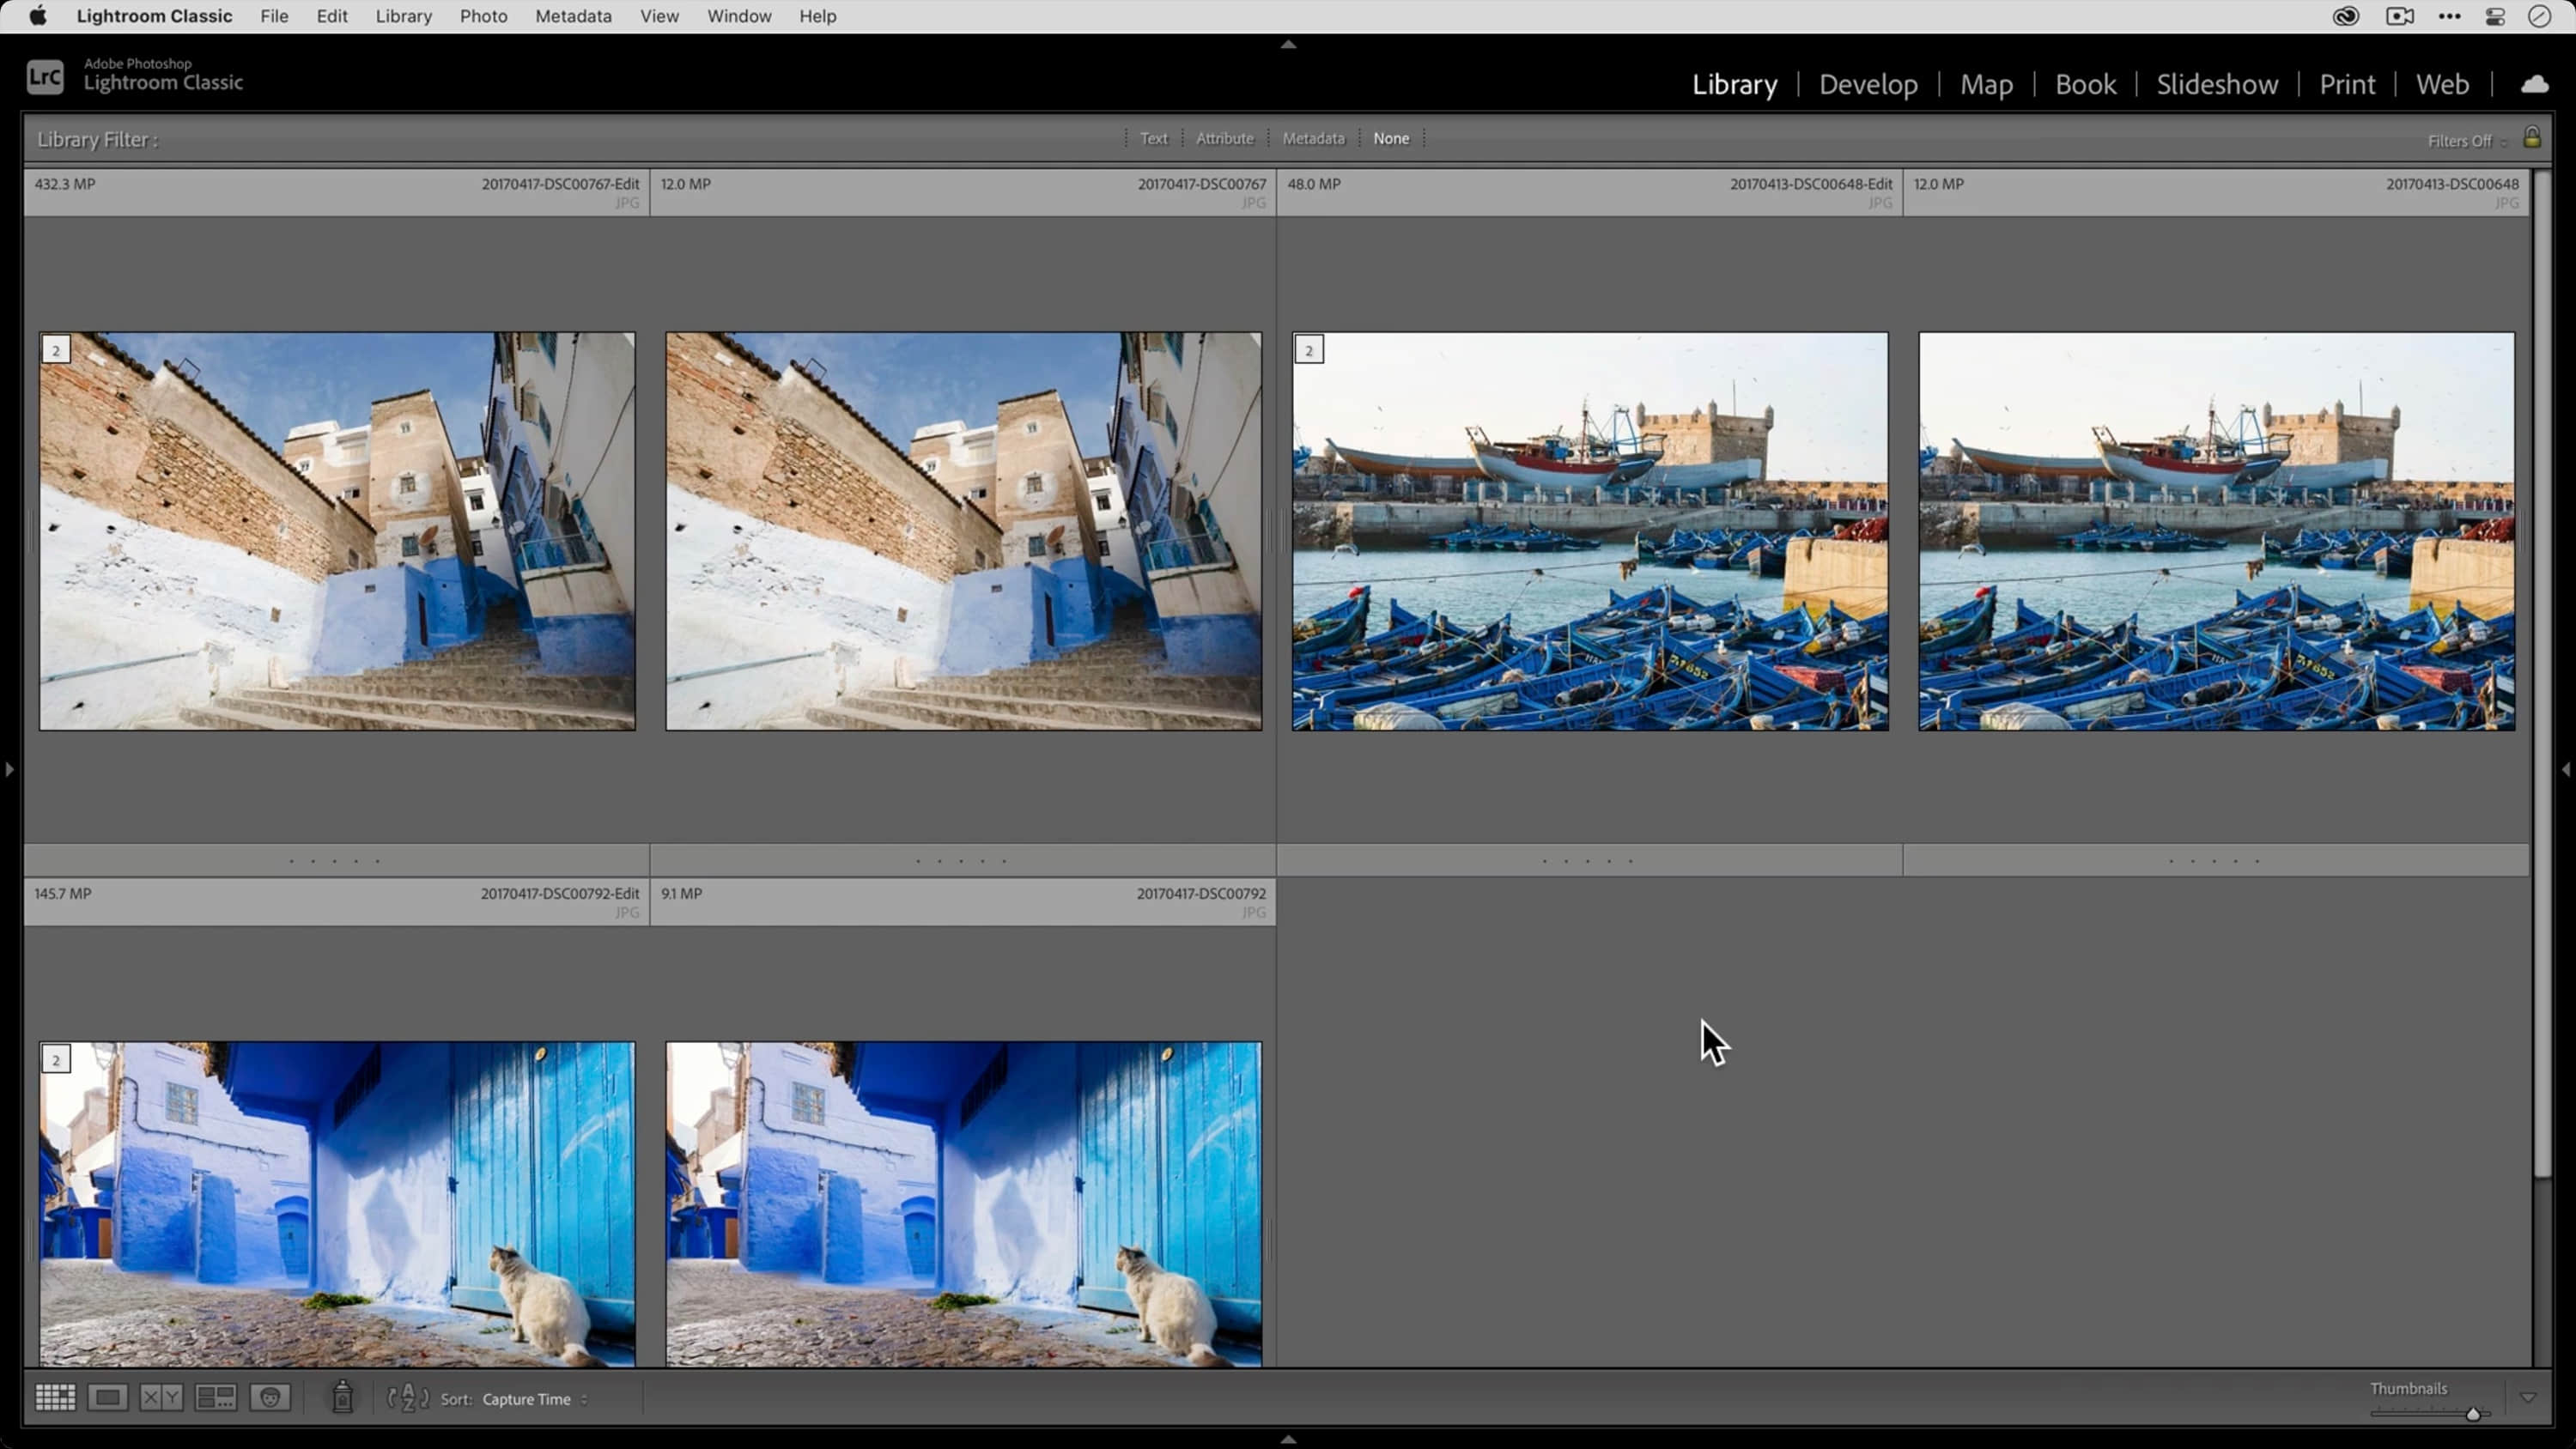 Lightroom Classic File Edit Library Photo Metadata View Window Help
LrC
Adobe Photoshop
Lightroom Classic
Library | Develop | Map | Book | Slideshow | Print | Web |
Library Filter :
Text Attribute Metadata None
Filters Off
432.3 MP 20170417-DSC00767-Edit
JPG
12.0 MP 20170417-DSC00767
JPG
48.0 MP 20170413-DSC00648-Edit
JPG
12.0 MP 20170413-DSC00648
JPG
2
2
145.7 MP 20170417-DSC00792-Edit
JPG
9.1 MP 20170417-DSC00792
JPG
2
X Y
A
Z
Sort: Capture Time
Thumbnails